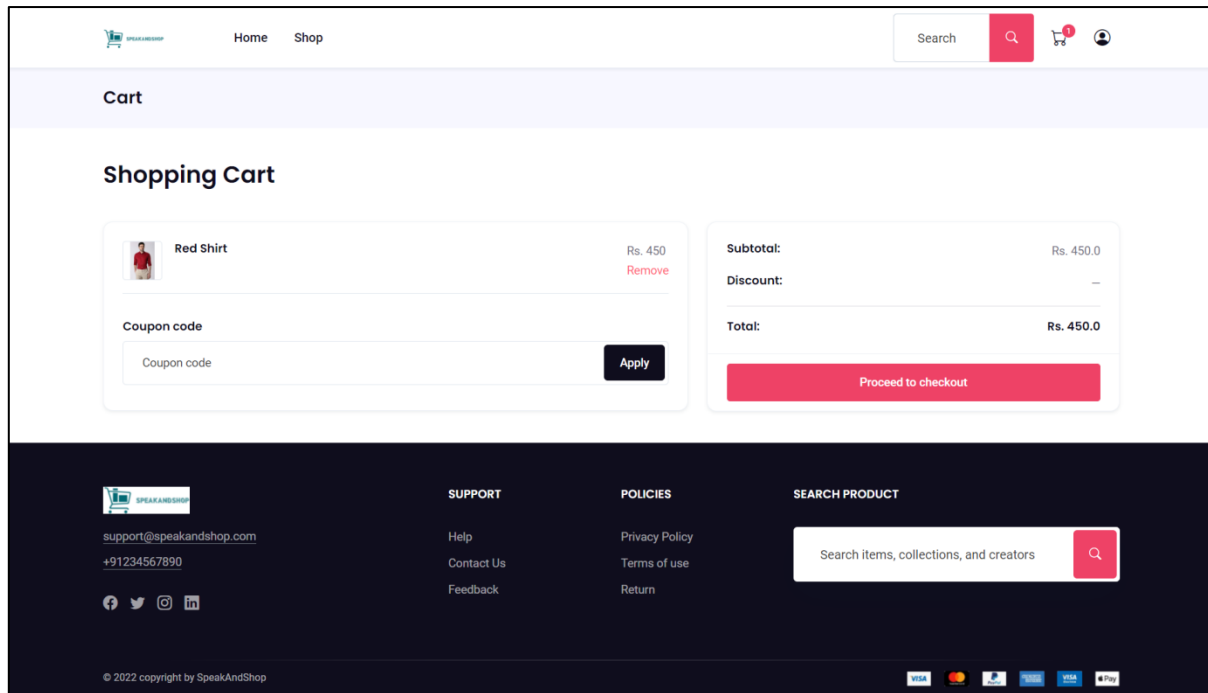 SPEAKANDSHOP
Home Shop
Search
1
Cart
Shopping Cart
Red Shirt
Rs. 450
Remove
Coupon code
Coupon code
Apply
Subtotal:
Rs. 450.0
Discount:
—
Total:
Rs. 450.0
Proceed to checkout
SPEAKANDSHOP
support@speakandshop.com
+91234567890
SUPPORT
Help
Contact Us
Feedback
POLICIES
Privacy Policy
Terms of use
Return
SEARCH PRODUCT
Search items, collections, and creators
© 2022 copyright by SpeakAndShop
VISA
PayPal
VISA
Pay